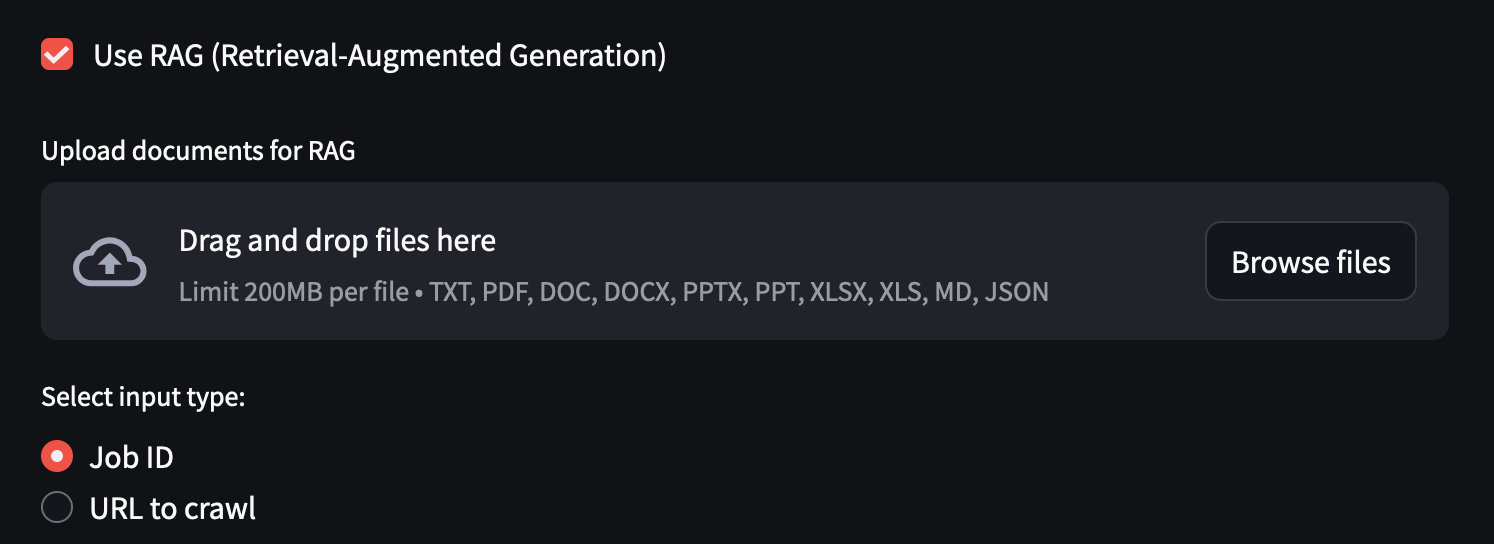 Use RAG (Retrieval-Augmented Generation)
Upload documents for RAG
Drag and drop files here
Limit 200MB per file • TXT, PDF, DOC, DOCX, PPTX, PPT, XLSX, XLS, MD, JSON
Browse files
Select input type:
Job ID
URL to crawl